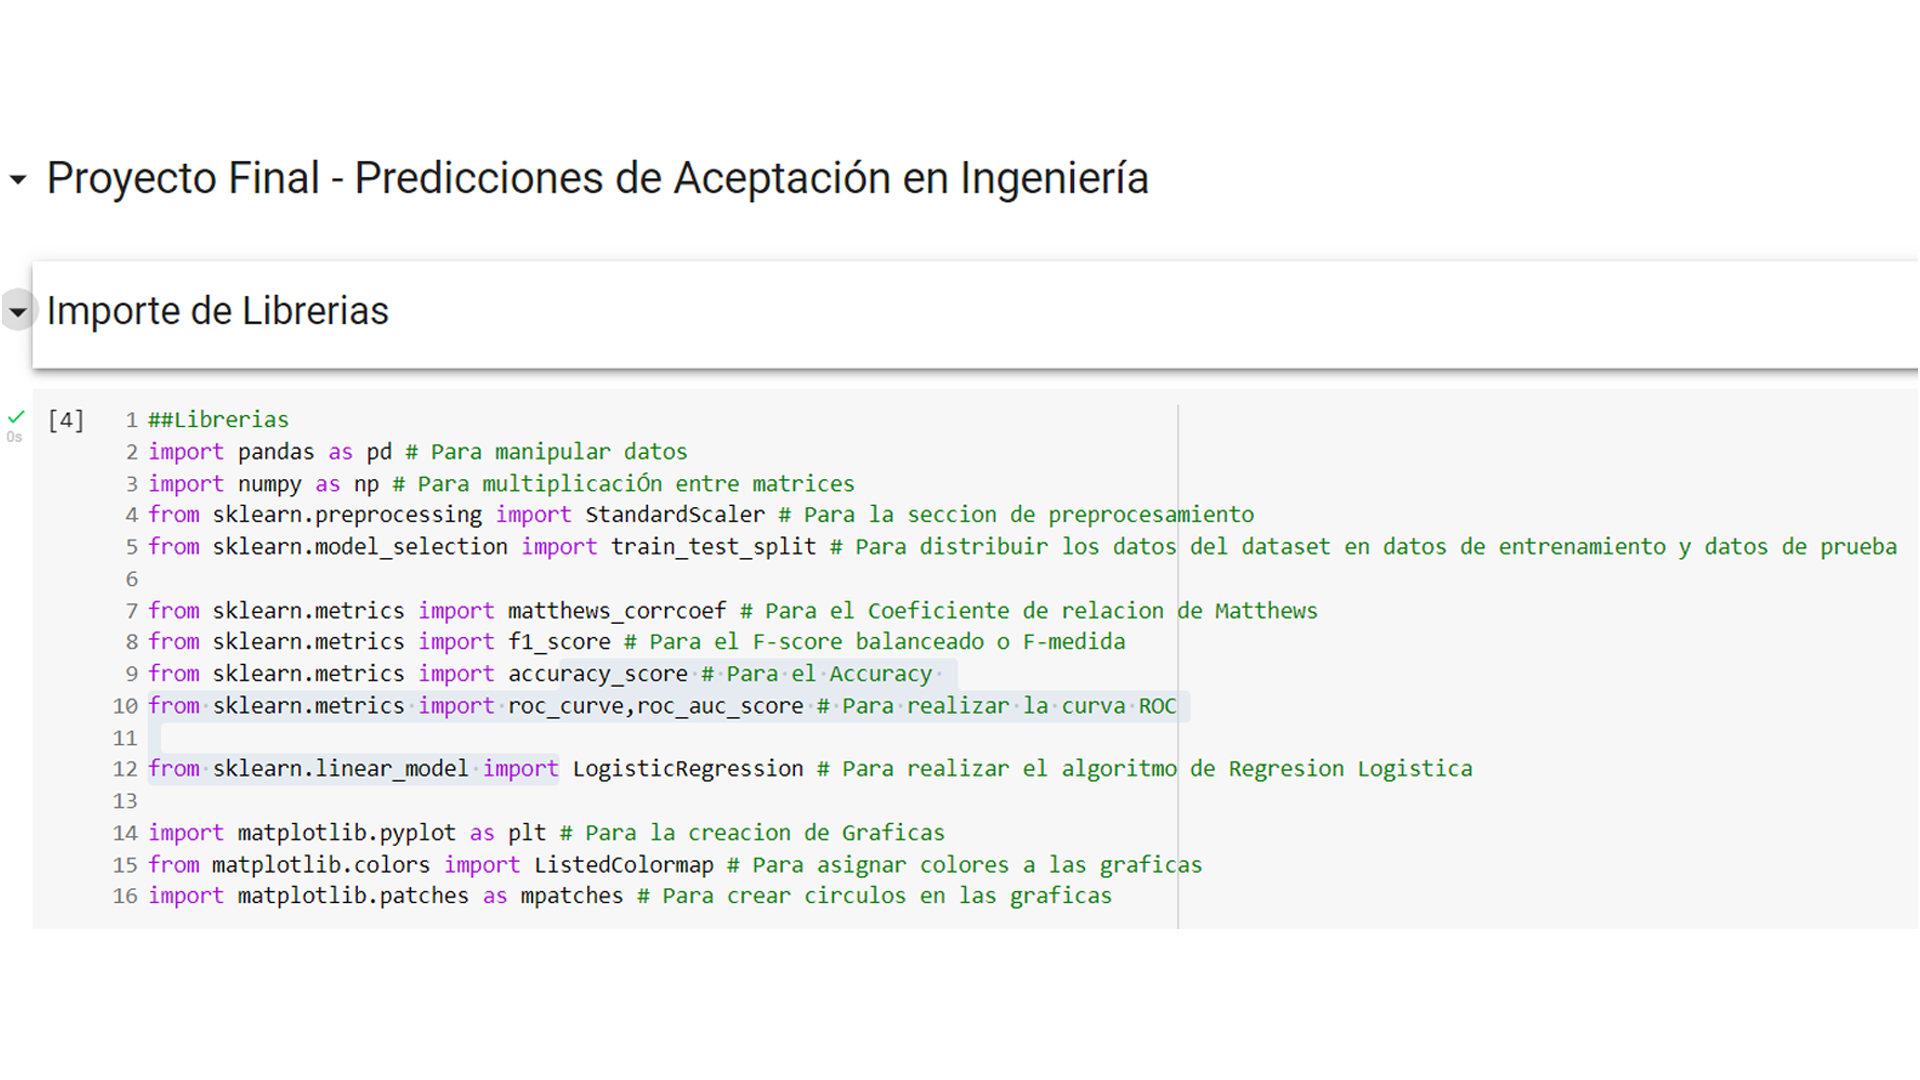 Proyecto Final - Predicciones de Aceptación en Ingeniería
Importe de Librerias
0s
[4]
1 ##Librerias
2 import pandas as pd # Para manipular datos
3 import numpy as np # Para multiplicaciÓn entre matrices
4 from sklearn.preprocessing import StandardScaler # Para la seccion de preprocesamiento
5 from sklearn.model_selection import train_test_split # Para distribuir los datos del dataset en datos de entrenamiento y datos de prueba
6
7 from sklearn.metrics import matthews_corrcoef # Para el Coeficiente de relacion de Matthews
8 from sklearn.metrics import f1_score # Para el F-score balanceado o F-medida
9 from sklearn.metrics import accuracy_score # Para el Accuracy
10 from sklearn.metrics import roc_curve,roc_auc_score # Para realizar la curva ROC
11
12 from sklearn.linear_model import LogisticRegression # Para realizar el algoritmo de Regresion Logistica
13
14 import matplotlib.pyplot as plt # Para la creacion de Graficas
15 from matplotlib.colors import ListedColormap # Para asignar colores a las graficas
16 import matplotlib.patches as mpatches # Para crear circulos en las graficas